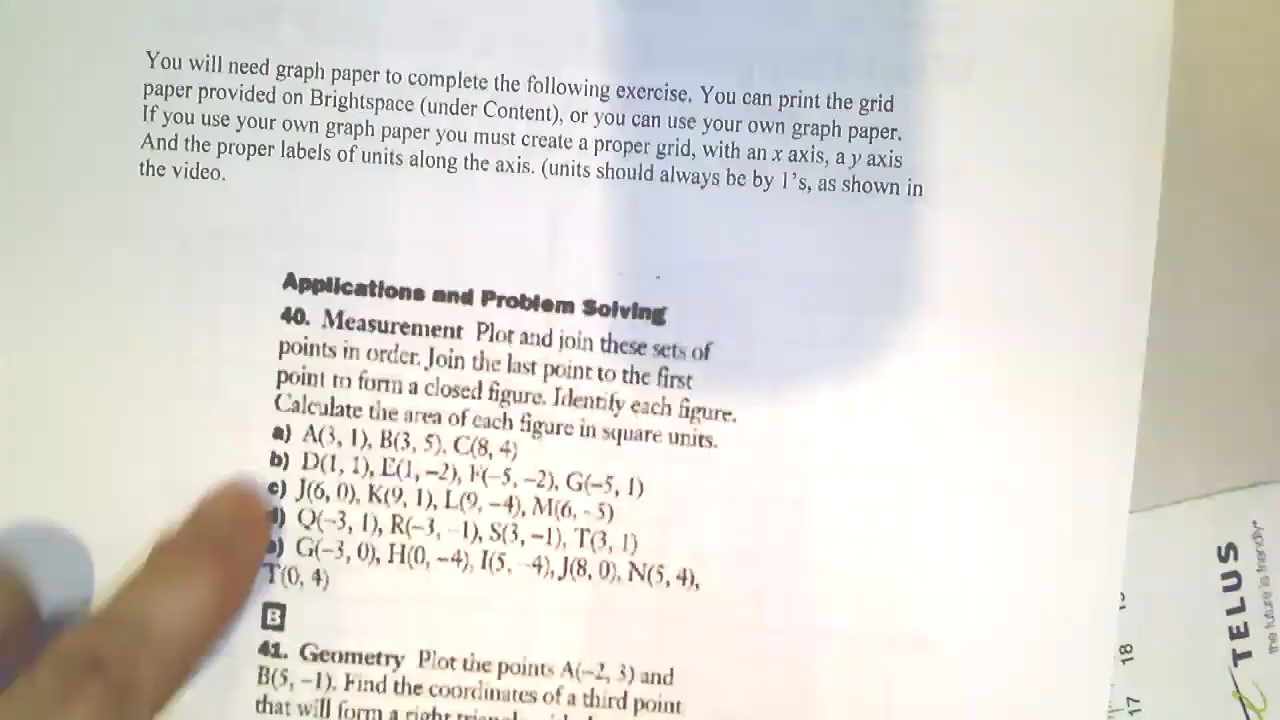 You will need graph paper to complete the following exercise. You can print the grid
paper provided on Brightspace (under Content), or you can use your own graph paper.
If you use your own graph paper you must create a proper grid, with an x axis, a y axis
And the proper labels of units along the axis. (units should always be by 1's, as shown in
the video.
Applications and Problem Solving
40. Measurement Plot and join these sets of
points in order. Join the last point to the first
point to form a closed figure. Identify each figure.
Calculate the area of each figure in square units.
a) A(3, 1), B(3, 5), C(8, 4)
b) D(1, 1), E(1, -2), F(-5, -2), G(-5, 1)
c) J(6, 0), K(9, 1), L(9, -4), M(6, -5)
) Q(-3, 1), R(-3, -1), S(3, -1), T(3, 1)
) G(-3, 0), H(0, -4), I(5, -4), J(8, 0), N(5, 4),
T(0, 4)
B
41. Geometry Plot the points A(-2, 3) and
B(5, -1). Find the coordinates of a third point
that will form a right
TELUS
the future is friendly
17 18